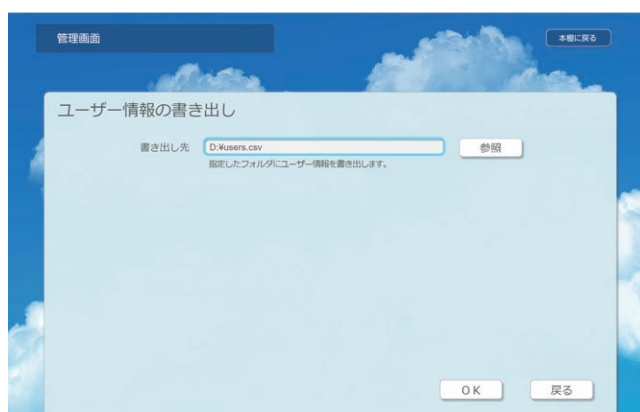 管理画面
本棚に戻る
ユーザー情報の書き出し
書き出し先 D:¥users.csv 参照
指定したフォルダにユーザー情報を書き出します。
OK 戻る